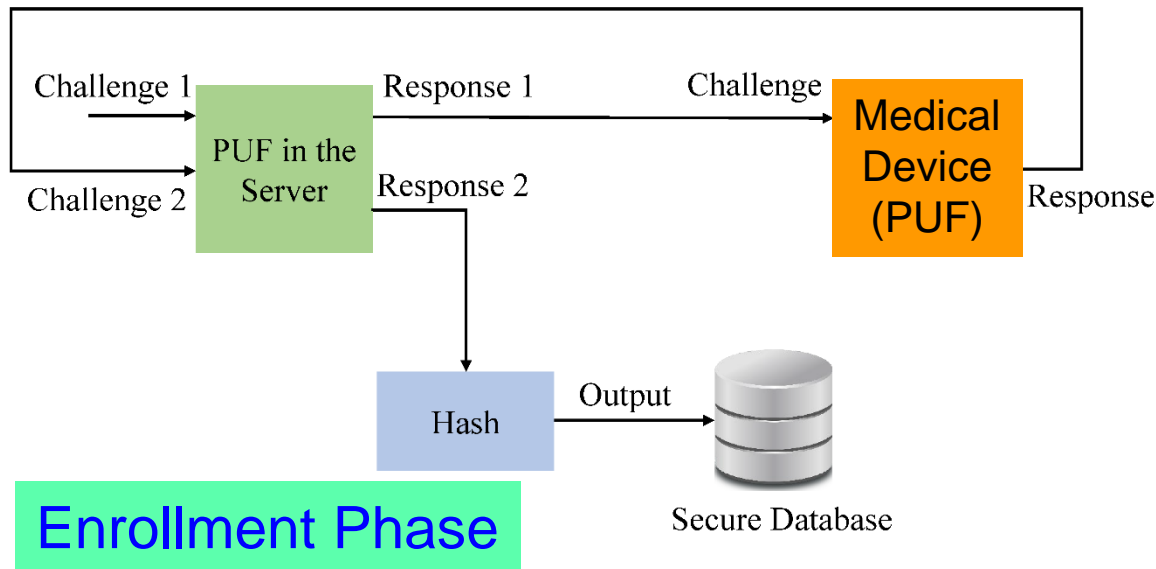 Challenge 1
Response 1
Challenge
PUF in the
Server
Medical
Device
(PUF)
Challenge 2
Response 2
Response
Hash
Output
Secure Database
Enrollment Phase